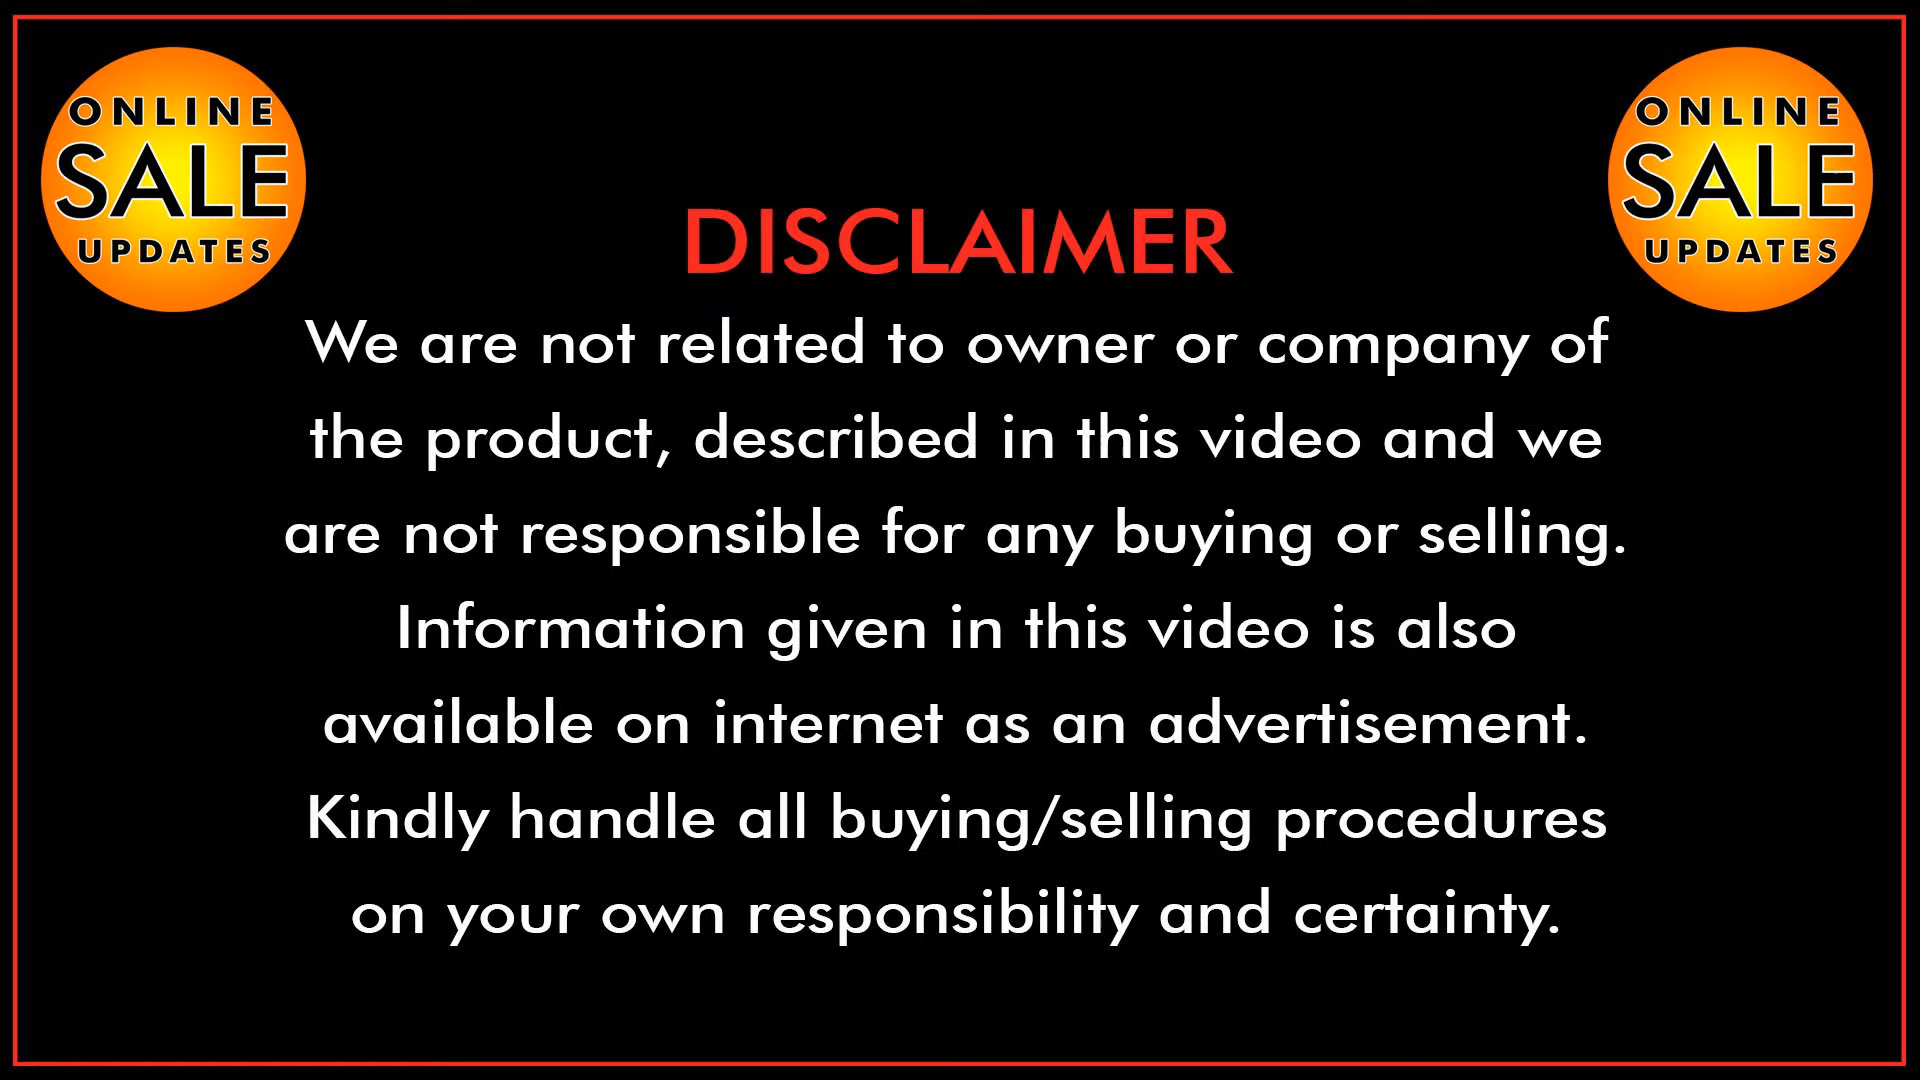 ONLINE
SALE
UPDATES
ONLINE
SALE
UPDATES
DISCLAIMER
We are not related to owner or company of
the product, described in this video and we
are not responsible for any buying or selling.
Information given in this video is also
available on internet as an advertisement.
Kindly handle all buying/selling procedures
on your own responsibility and certainty.